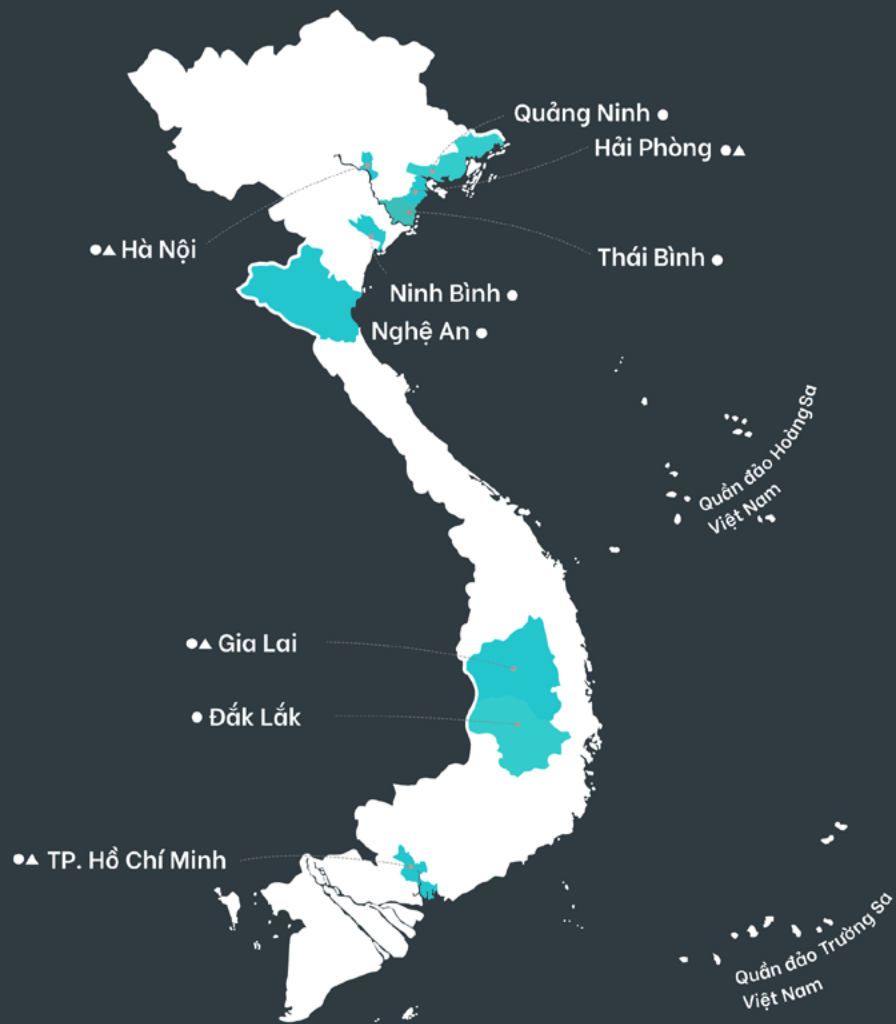 Quảng Ninh ●
Hải Phòng ●▲
●▲ Hà Nội
Thái Bình ●
Ninh Bình ●
Nghệ An ●
Quần đảo Hoàng Sa
Việt Nam
●▲ Gia Lai
● Đắk Lắk
●▲ TP. Hồ Chí Minh
Quần đảo Trường Sa
Việt Nam